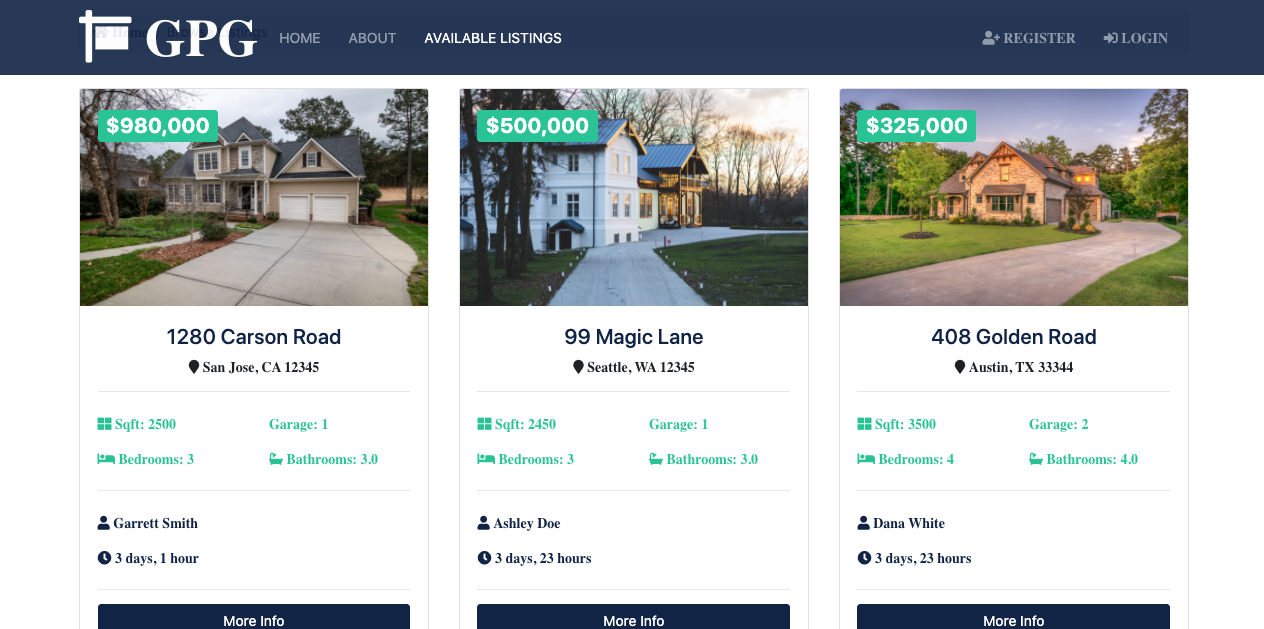 GPG HOME ABOUT AVAILABLE LISTINGS REGISTER LOGIN
Home Browse Listings
$980,000 $500,000 $325,000
1280 Carson Road 99 Magic Lane 408 Golden Road
San Jose, CA 12345 Seattle, WA 12345 Austin, TX 33344
Sqft: 2500 Garage: 1 Sqft: 2450 Garage: 1 Sqft: 3500 Garage: 2
Bedrooms: 3 Bathrooms: 3.0 Bedrooms: 3 Bathrooms: 3.0 Bedrooms: 4 Bathrooms: 4.0
Garrett Smith Ashley Doe Dana White
3 days, 1 hour 3 days, 23 hours 3 days, 23 hours
More Info More Info More Info